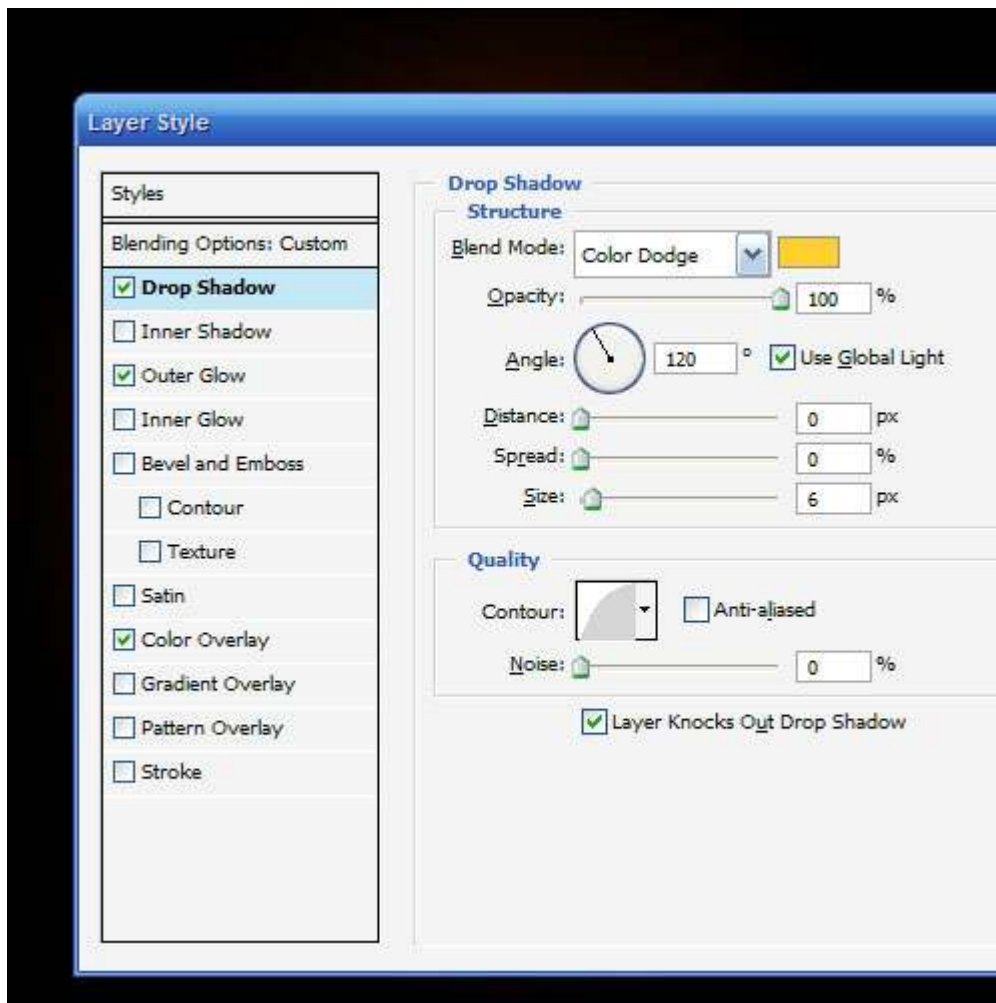 Layer Style
Styles
Blending Options: Custom
Drop Shadow
Inner Shadow
Outer Glow
Inner Glow
Bevel and Emboss
Contour
Texture
Satin
Color Overlay
Gradient Overlay
Pattern Overlay
Stroke
Drop Shadow
Structure
Blend Mode: Color Dodge
Opacity: 100 %
Angle: 120 ° Use Global Light
Distance: 0 px
Spread: 0 %
Size: 6 px
Quality
Contour: Anti-aliased
Noise: 0 %
Layer Knocks Out Drop Shadow